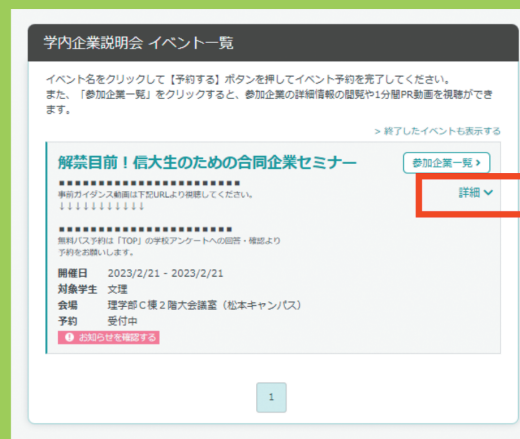 学内企業説明会 イベント一覧
イベント名をクリックして【予約する】ボタンを押してイベント予約を完了してください。
また、「参加企業一覧」をクリックすると、参加企業の詳細情報の閲覧や1分間PR動画を視聴ができ
ます。
> 終了したイベントも表示する
解禁目前！信大生のための合同企業セミナー
参加企業一覧 >
詳細
■■■■■■■■■■■■■■■■■■■■■■■
事前ガイダンス動画は下記URLより視聴してください。
↓↓↓↓↓↓↓↓↓↓↓
■■■■■■■■■■■■■■■■■■■■■■
無料バス予約は「TOP」の学校アンケートへの回答・確認より
予約をお願いします。
開催日 2023/2/21 - 2023/2/21
対象学生 文理
会場 理学部Ｃ棟２階大会議室（松本キャンパス）
予約 受付中
お知らせを確認する
1